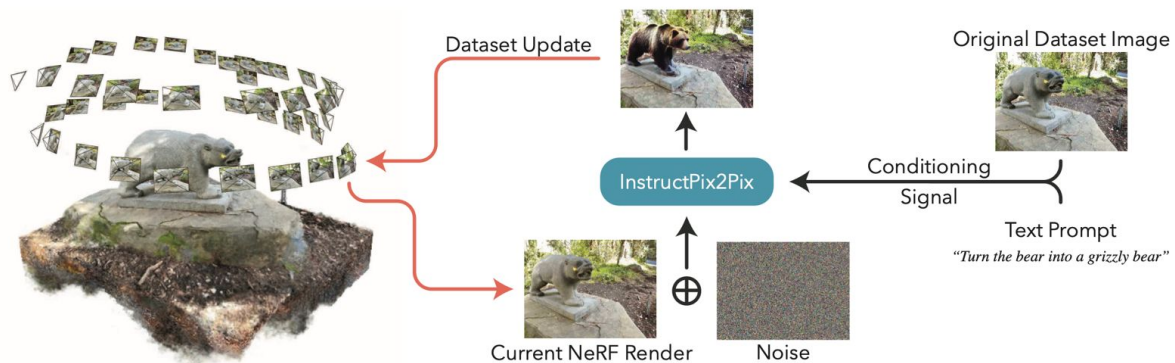 Dataset Update
Original Dataset Image
InstructPix2Pix
Conditioning
Signal
Text Prompt
“Turn the bear into a grizzly bear”
Current NeRF Render
Noise